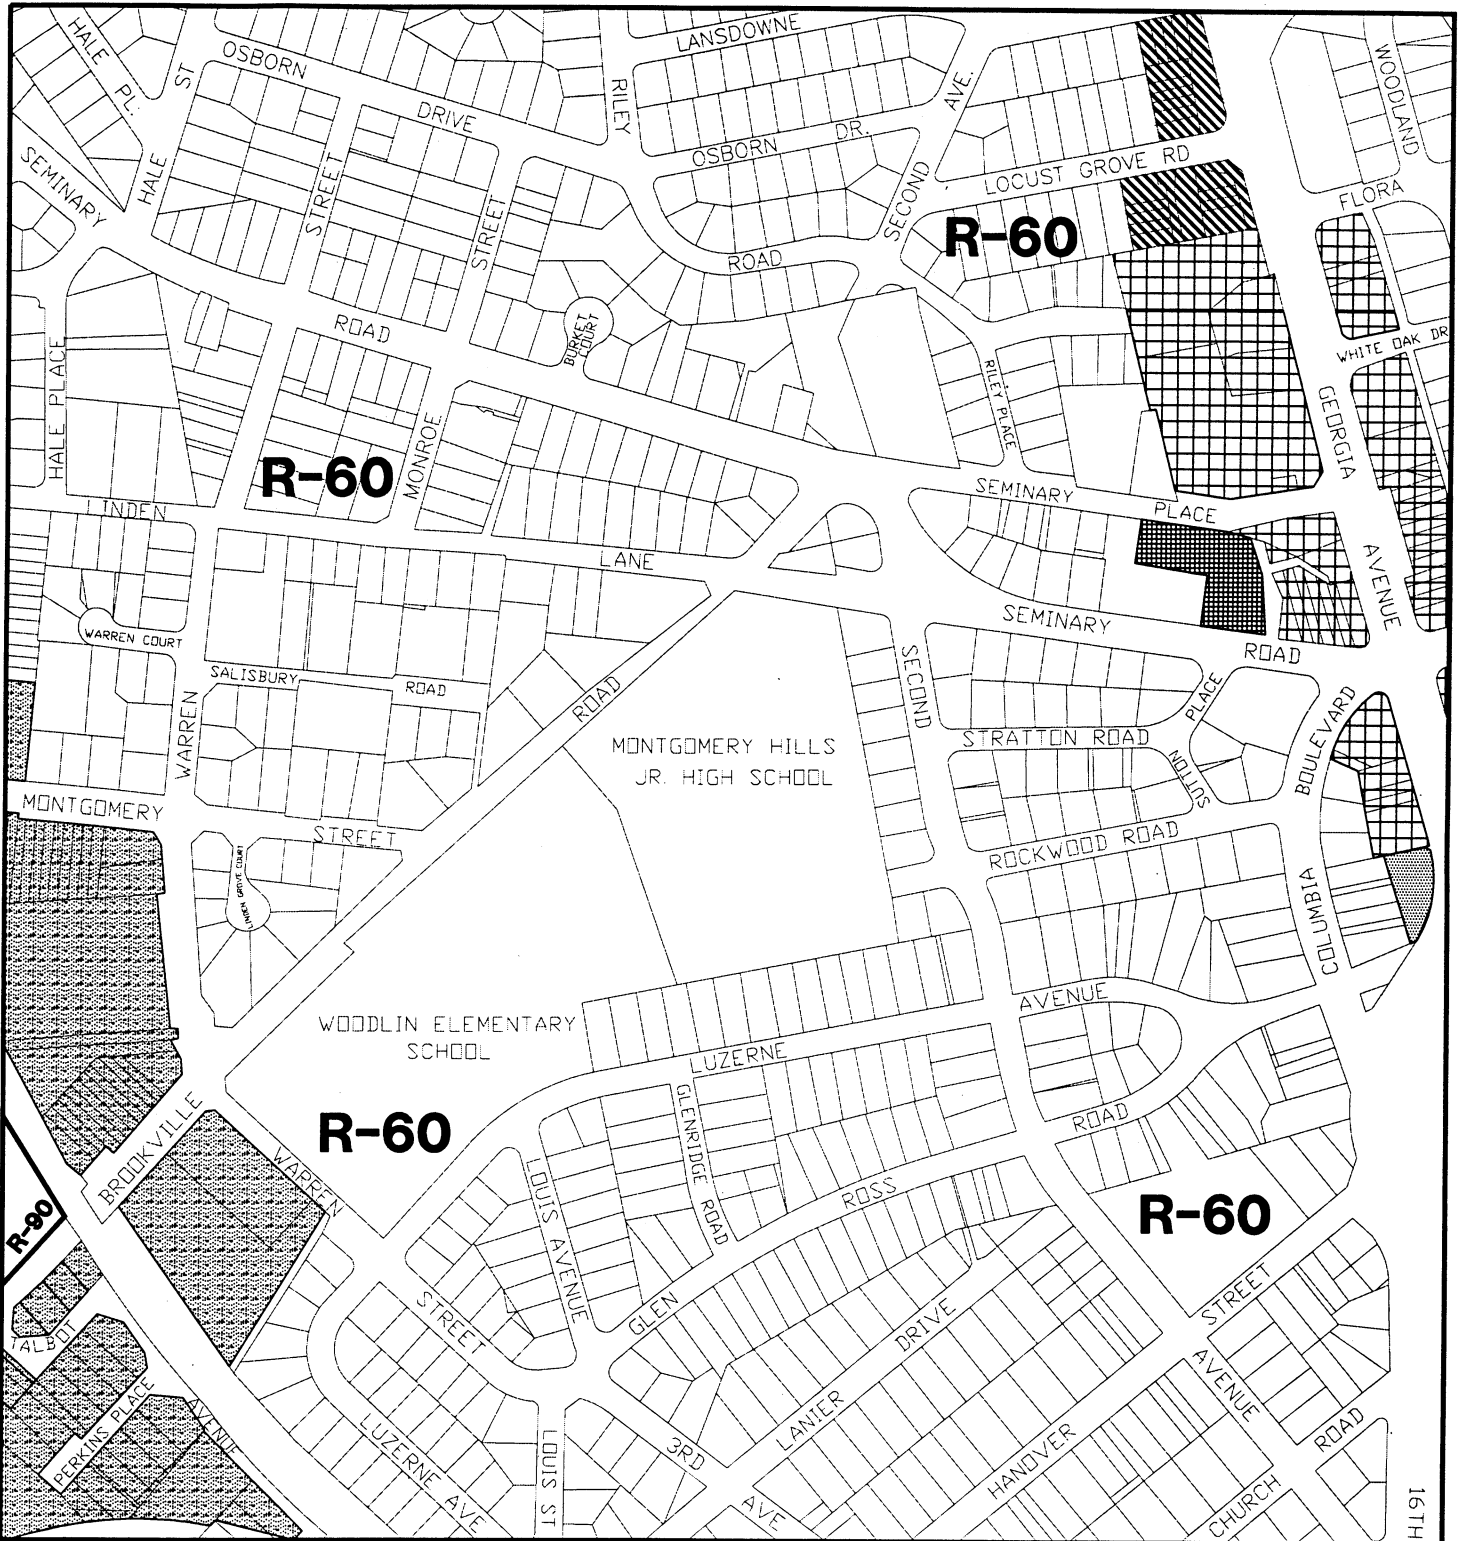 HALE PL.
OSBORN
DRIVE
ST
HALE
SEMINARY
STREET
STREET
RILEY
LANSDOWNE
OSBORN DR.
AVE.
SECOND
LOCUST GROVE RD
R-60
ROAD
WOODLAND
FLORA
WHITE OAK DR
GEORGIA
AVENUE
ROAD
BURKET
COURT
RILEY PLACE
HALE PLACE
R-60
MONROE
LINDEN
LANE
SEMINARY
PLACE
SEMINARY
ROAD
WARREN COURT
SALISBURY
ROAD
WARREN
ROAD
SECOND
MONTGOMERY HILLS
JR. HIGH SCHOOL
STRATTON ROAD
PLACE
SUTTON
BOULEVARD
COLUMBIA
MONTGOMERY
STREET
LINDEN GROVE COURT
ROCKWOOD ROAD
WOODLIN ELEMENTARY
SCHOOL
LUZERNE
AVENUE
R-60
GLENRIDGE ROAD
ROAD
ROSS
GLEN
BROOKVILLE
WARREN
STREET
LOUIS AVENUE
R-90
R-60
TALBOT
PERKINS PLACE
AVENUE
LUZERNE AVE
LOUIS ST
3RD
AVE
LANIER
DRIVE
HANOVER
STREET
AVENUE
CHURCH
ROAD
16TH